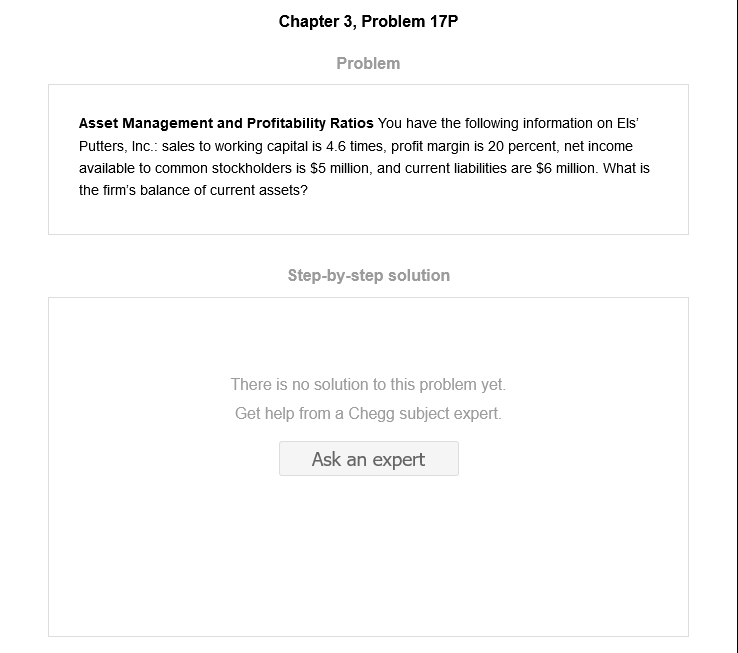 Chapter 3, Problem 17P
Problem
Asset Management and Profitability Ratios You have the following information on Els’
Putters, Inc.: sales to working capital is 4.6 times, profit margin is 20 percent, net income
available to common stockholders is $5 million, and current liabilities are $6 million. What is
the firm’s balance of current assets?
Step-by-step solution
There is no solution to this problem yet.
Get help from a Chegg subject expert.
Ask an expert